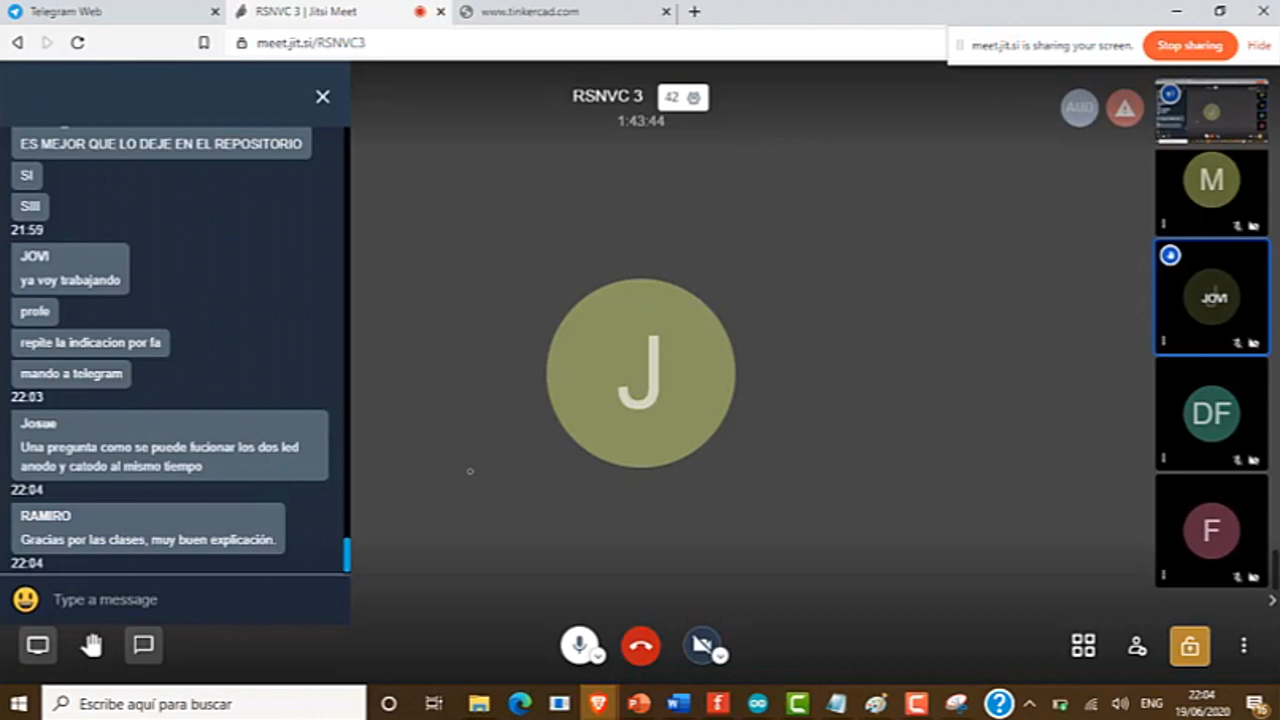 Telegram Web
RSNVC 3 | Jitsi Meet
www.tinkercad.com
meet.jit.si/RSNVC3
meet.jit.si is sharing your screen.
Stop sharing
Hide
RSNVC 3
42
1:43:44
AUD
ES MEJOR QUE LO DEJE EN EL REPOSITORIO
SI
SIII
21:59
JOVI
ya voy trabajando
profe
repite la indicacion por fa
mando a telegram
22:03
Josue
Una pregunta como se puede fucionar los dos led
anodo y catodo al mismo tiempo
22:04
RAMIRO
Gracias por las clases, muy buen explicación.
22:04
Type a message
J
M
JOVI
DF
F
Escribe aquí para buscar
ENG
22:04
19/06/2020